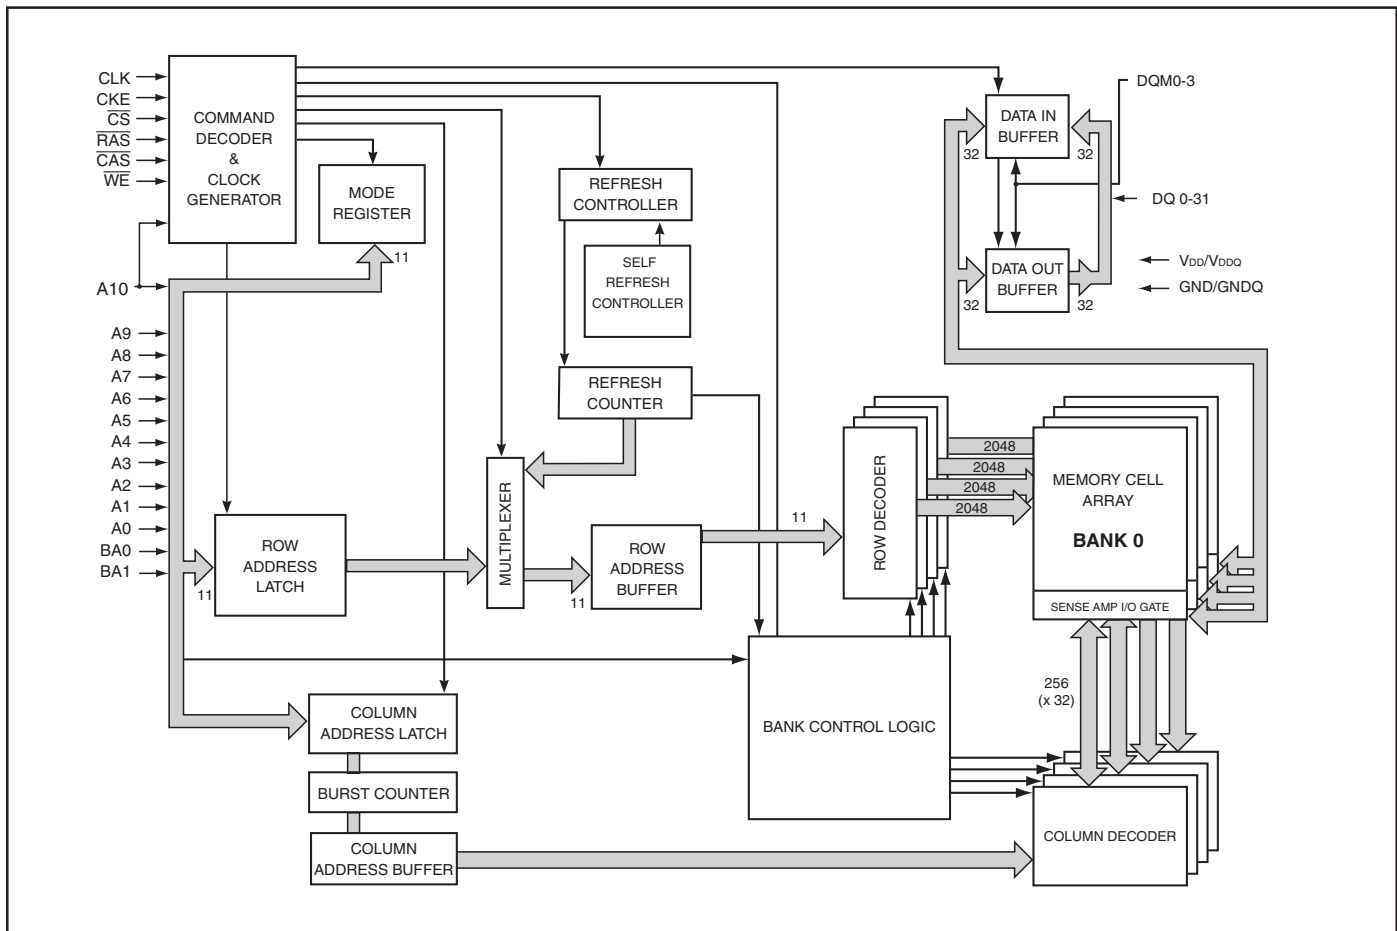 CLK
CKE
CS
RAS
CAS
WE
A10
A9
A8
A7
A6
A5
A4
A3
A2
A1
A0
BA0
BA1
COMMAND
DECODER
&
CLOCK
GENERATOR
MODE
REGISTER
11
REFRESH
CONTROLLER
SELF
REFRESH
CONTROLLER
REFRESH
COUNTER
DATA IN
BUFFER
32
32
DQM0-3
DQ 0-31
DATA OUT
BUFFER
32
32
VDD/VDDQ
GND/GNDQ
ROW
ADDRESS
LATCH
11
MULTIPLEXER
11
ROW
ADDRESS
BUFFER
11
ROW DECODER
2048
2048
2048
2048
MEMORY CELL
ARRAY
BANK 0
SENSE AMP I/O GATE
256
(x 32)
BANK CONTROL LOGIC
COLUMN
ADDRESS LATCH
BURST COUNTER
COLUMN
ADDRESS BUFFER
COLUMN DECODER